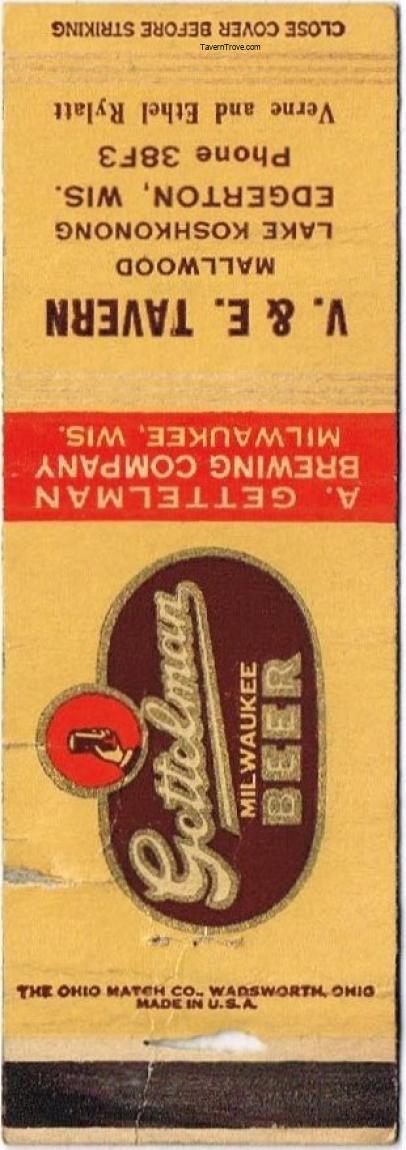 CLOSE COVER BEFORE STRIKING
TavernTrove.com
Verne and Ethel Rylatt
Phone 38F3
EDGERTON, WIS.
LAKE KOSHKONONG
MALLWOOD
V. & E. TAVERN
MILWAUKEE, WIS.
BREWING COMPANY
A. GETTELMAN
Gettelman
MILWAUKEE
BEER
THE OHIO MATCH CO., WADSWORTH, OHIO
MADE IN U.S.A.